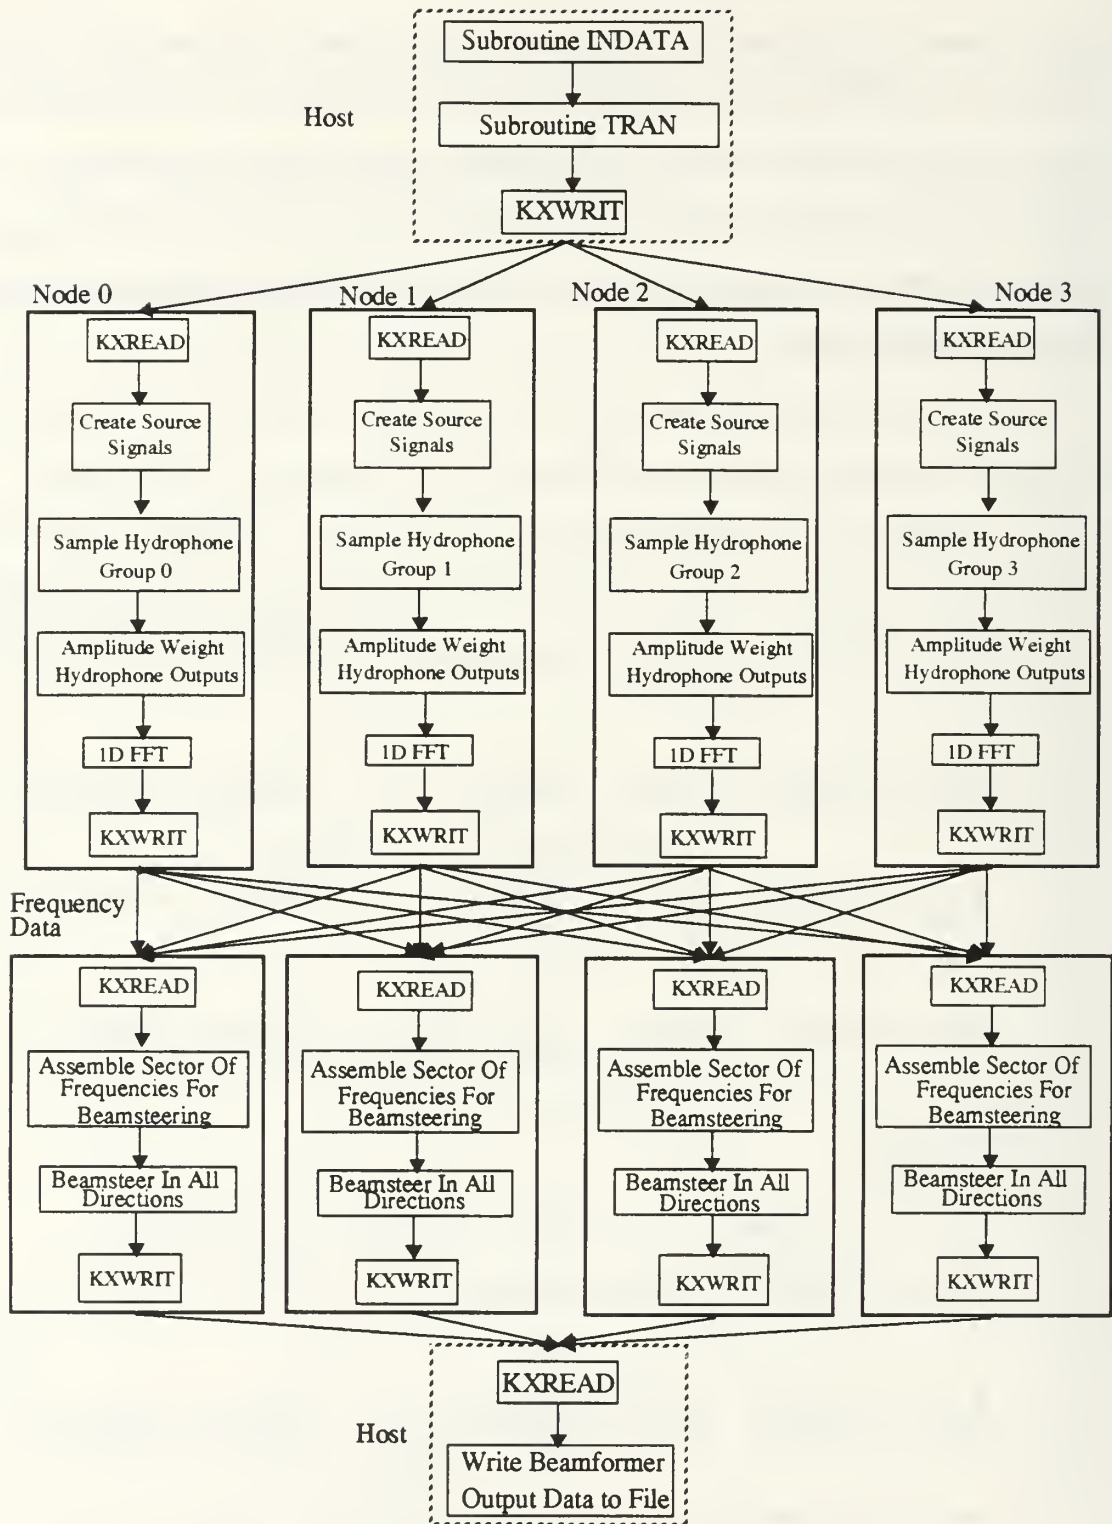 Subroutine INDATA
Host
Subroutine TRAN
KXWRIT
Node 0
Node 1
Node 2
Node 3
KXREAD
KXREAD
KXREAD
KXREAD
Create Source
Signals
Create Source
Signals
Create Source
Signals
Create Source
Signals
Sample Hydrophone
Group 0
Sample Hydrophone
Group 1
Sample Hydrophone
Group 2
Sample Hydrophone
Group 3
Amplitude Weight
Hydrophone Outputs
Amplitude Weight
Hydrophone Outputs
Amplitude Weight
Hydrophone Outputs
Amplitude Weight
Hydrophone Outputs
1D FFT
1D FFT
1D FFT
1D FFT
KXWRIT
KXWRIT
KXWRIT
KXWRIT
Frequency
Data
KXREAD
KXREAD
KXREAD
KXREAD
Assemble Sector Of
Frequencies For
Beamsteering
Assemble Sector Of
Frequencies For
Beamsteering
Assemble Sector Of
Frequencies For
Beamsteering
Assemble Sector Of
Frequencies For
Beamsteering
Beamsteer In All
Directions
Beamsteer In All
Directions
Beamsteer In All
Directions
Beamsteer In All
Directions
KXWRIT
KXWRIT
KXWRIT
KXWRIT
KXREAD
Host
Write Beamformer
Output Data to File